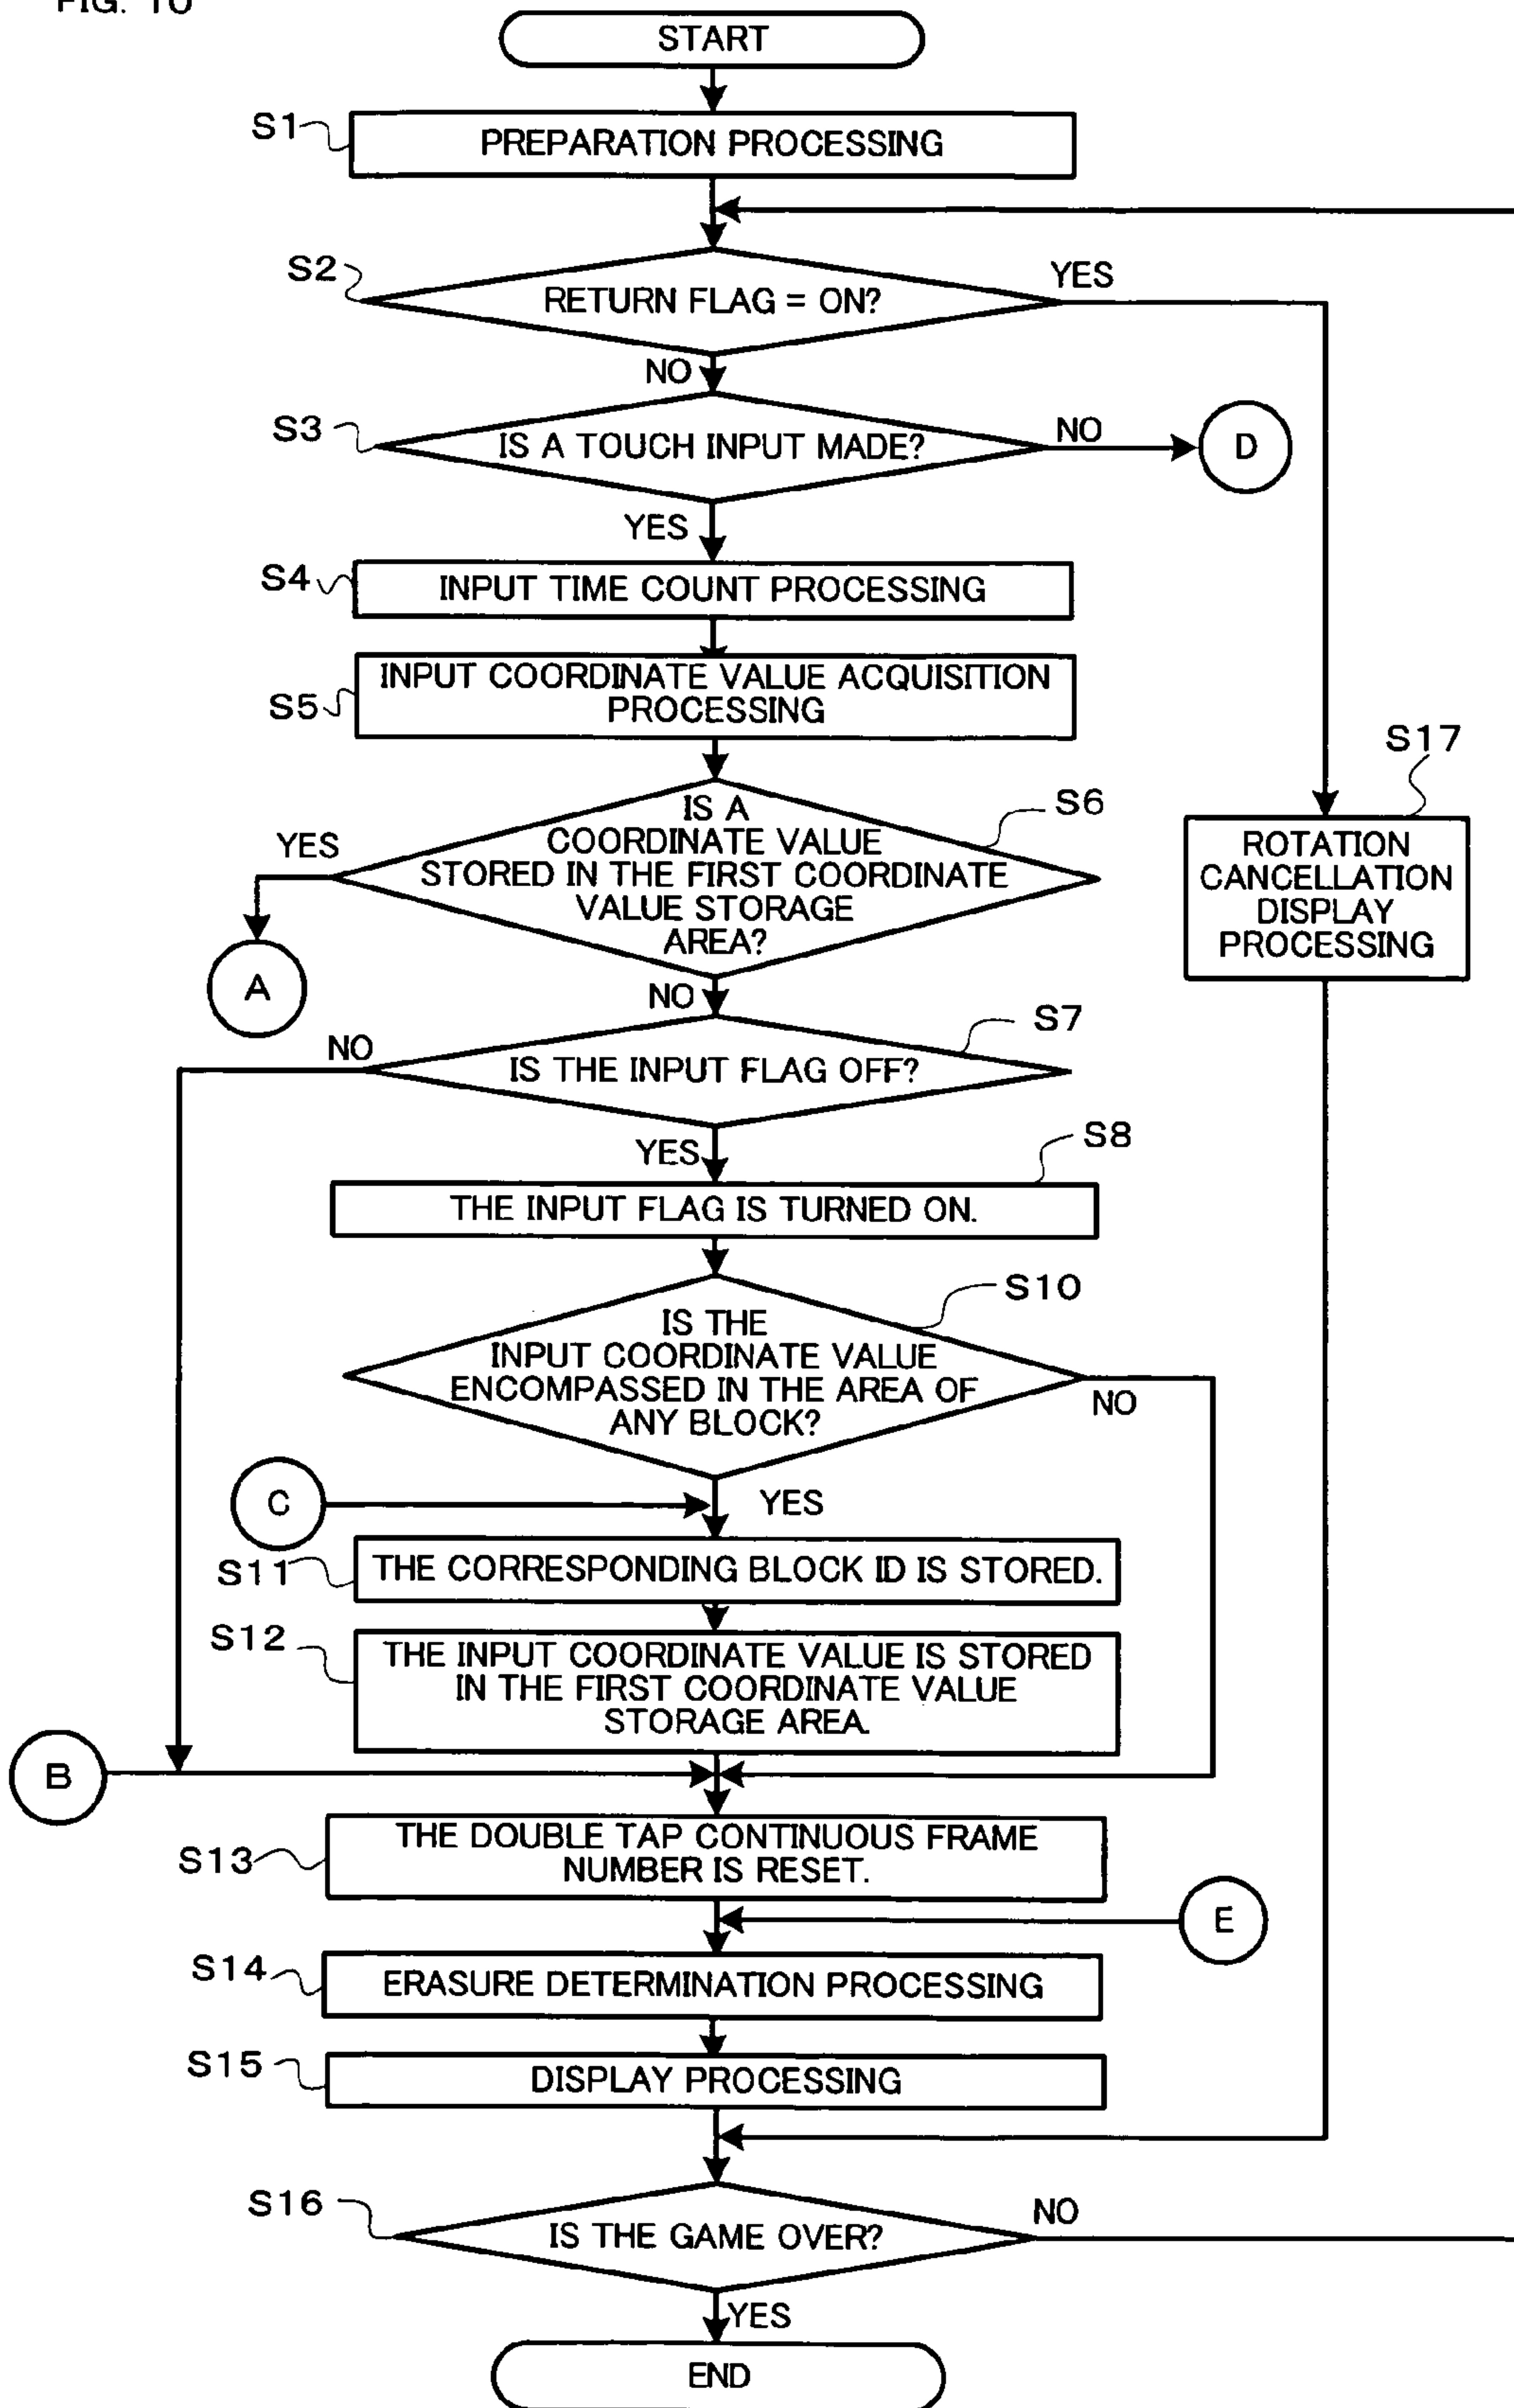 FIG. 10
START
S1
PREPARATION PROCESSING
S2
RETURN FLAG = ON?
YES
NO
S3
IS A TOUCH INPUT MADE?
NO
D
YES
S4
INPUT TIME COUNT PROCESSING
S5
INPUT COORDINATE VALUE ACQUISITION
PROCESSING
S17
ROTATION
CANCELLATION
DISPLAY
PROCESSING
S6
IS A
COORDINATE VALUE
STORED IN THE FIRST COORDINATE
VALUE STORAGE
AREA?
YES
A
NO
S7
IS THE INPUT FLAG OFF?
NO
YES
S8
THE INPUT FLAG IS TURNED ON.
S10
IS THE
INPUT COORDINATE VALUE
ENCOMPASSED IN THE AREA OF
ANY BLOCK?
NO
C
YES
S11
THE CORRESPONDING BLOCK ID IS STORED.
S12
THE INPUT COORDINATE VALUE IS STORED
IN THE FIRST COORDINATE VALUE
STORAGE AREA.
B
S13
THE DOUBLE TAP CONTINUOUS FRAME
NUMBER IS RESET.
E
S14
ERASURE DETERMINATION PROCESSING
S15
DISPLAY PROCESSING
S16
IS THE GAME OVER?
NO
YES
END